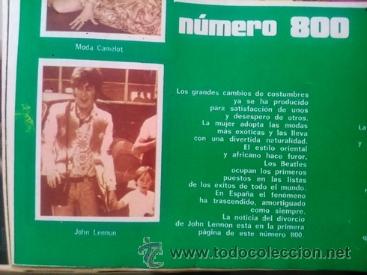 Moda Camelot
número 800
Los grandes cambios de costumbres
ya se ha producido
para satisfacción de unos
y desespero de otros.
La mujer adopta las modas
más exóticas y las lleva
con una divertida naturalidad.
El estilo oriental
y africano hace furor.
Los Beatles
ocupan los primeros
puestos en las listas
de los exitos de todo el mundo.
En España el fenómeno
ha trascendido, amortiguado
como siempre.
La noticia del divorcio
de John Lennon está en la primera
página de este número 800.
John Lennon
todocoleccion
www.todocoleccion.net